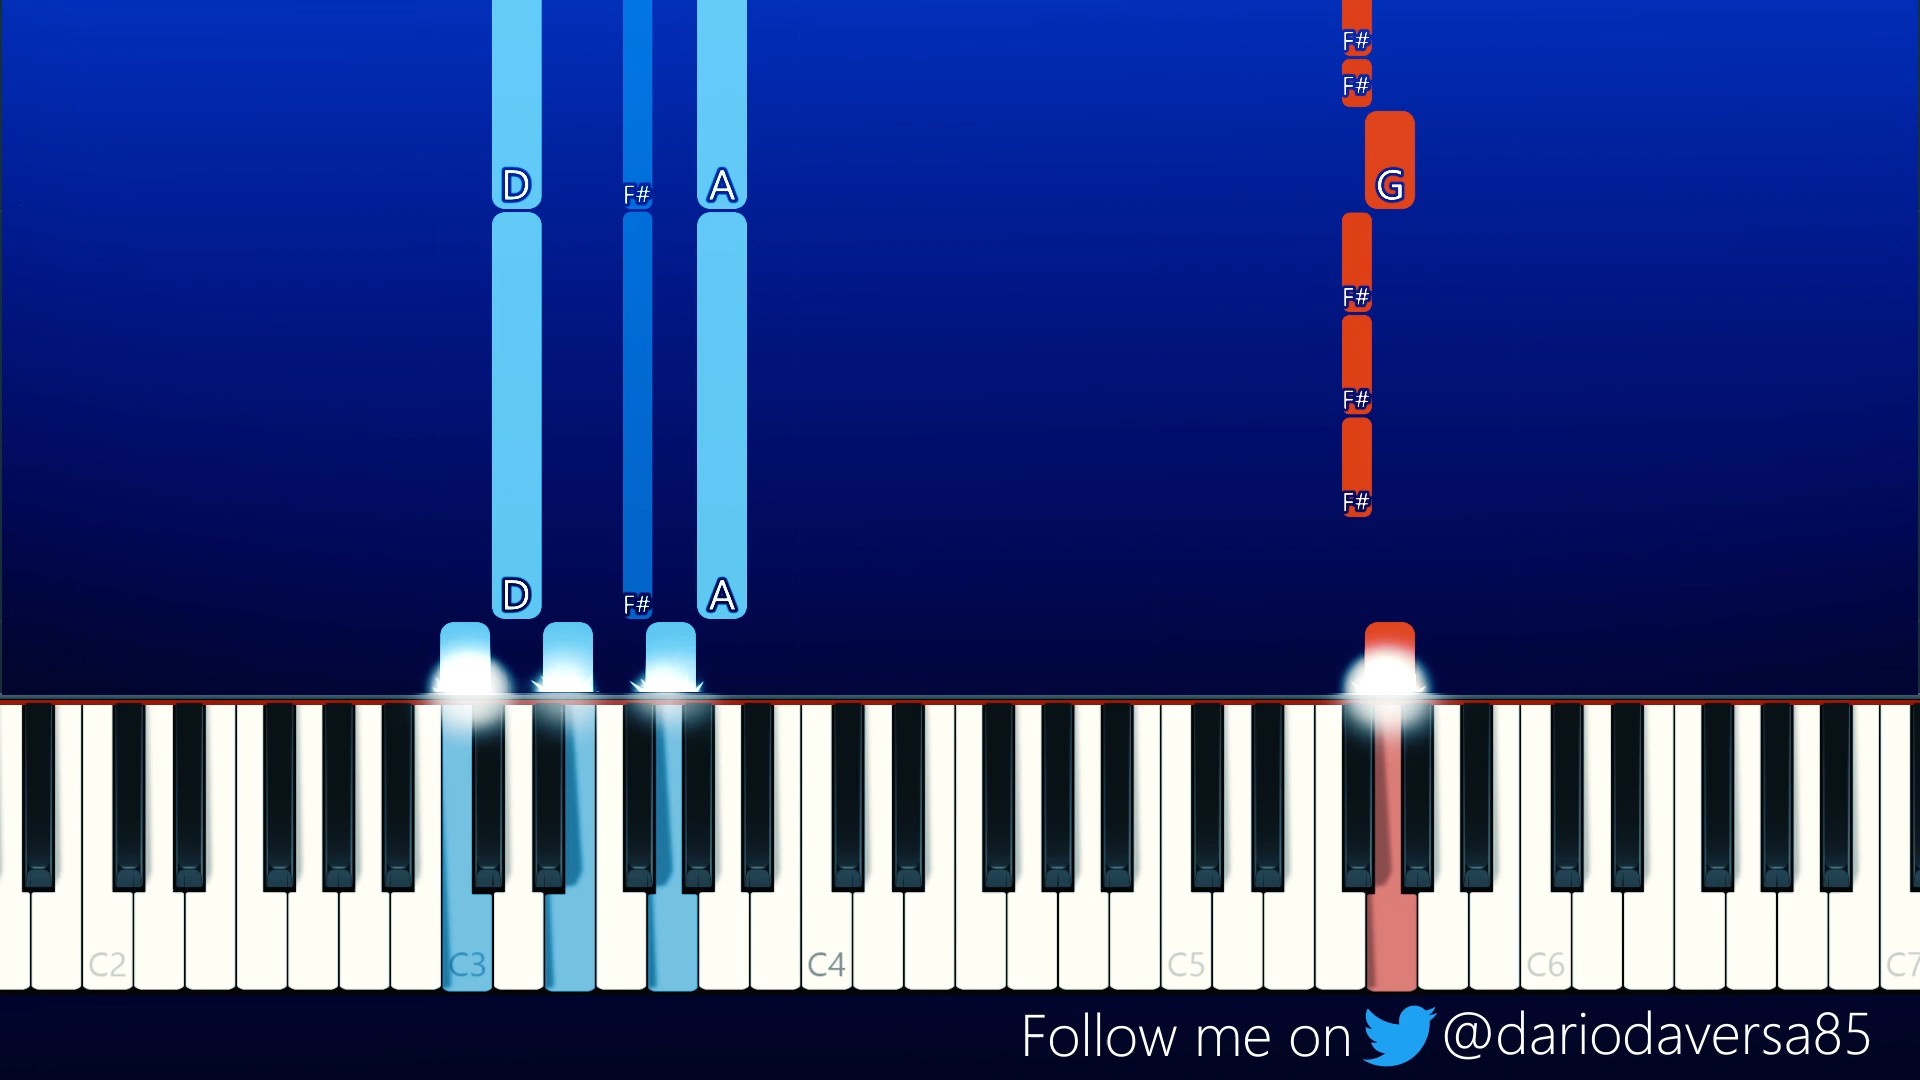 F#
F#
D F# A G
F#
F#
F#
D F# A
C2 C3 C4 C5 C6 C7
Follow me on @dariodaversa85